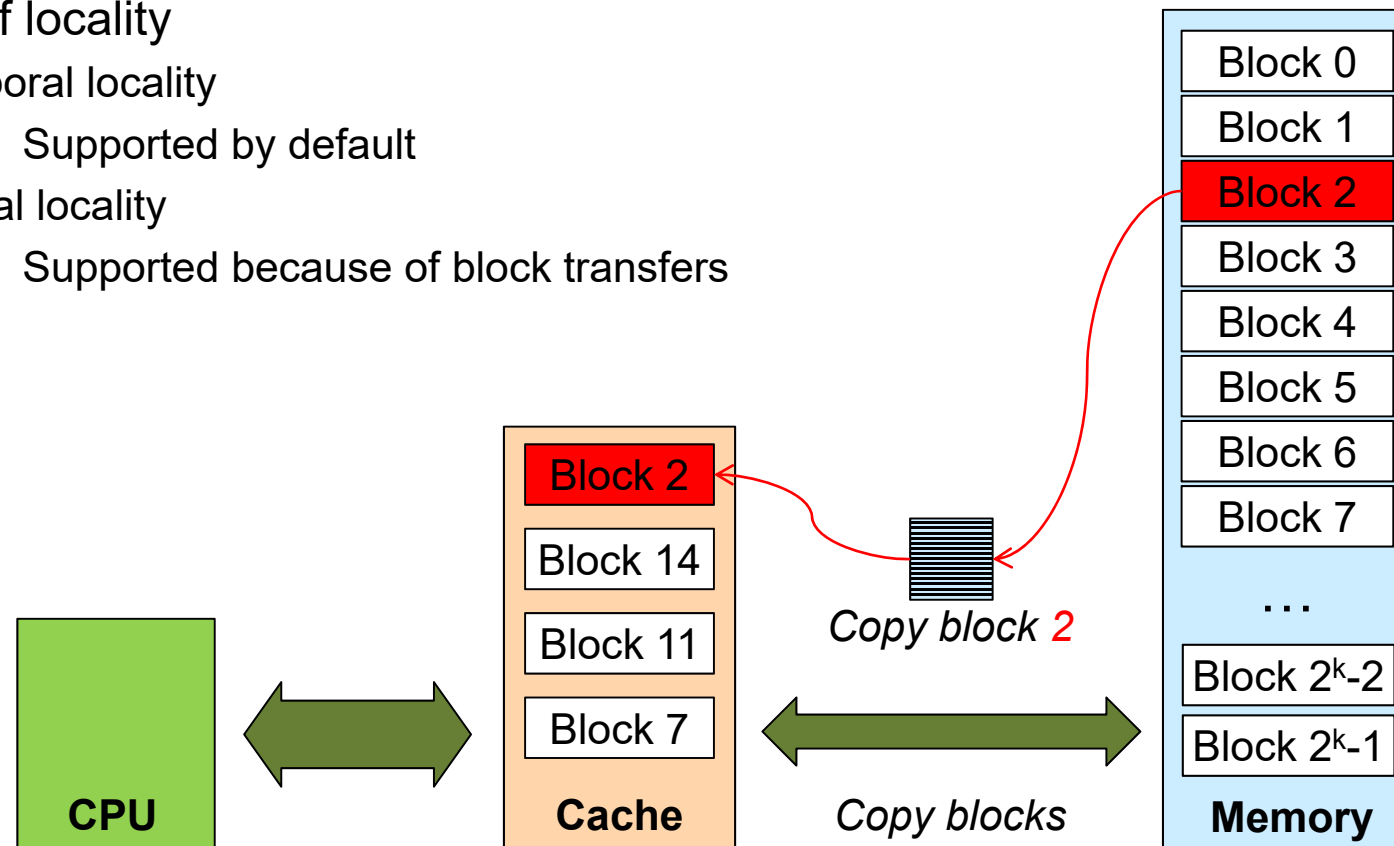 f locality
oral locality
Supported by default
al locality
Supported because of block transfers
Block 0
Block 1
Block 2
Block 3
Block 4
Block 5
Block 6
Block 7
...
Block 2ᵏ-2
Block 2ᵏ-1
Memory
Block 2
Block 14
Block 11
Block 7
Cache
Copy block 2
Copy blocks
CPU